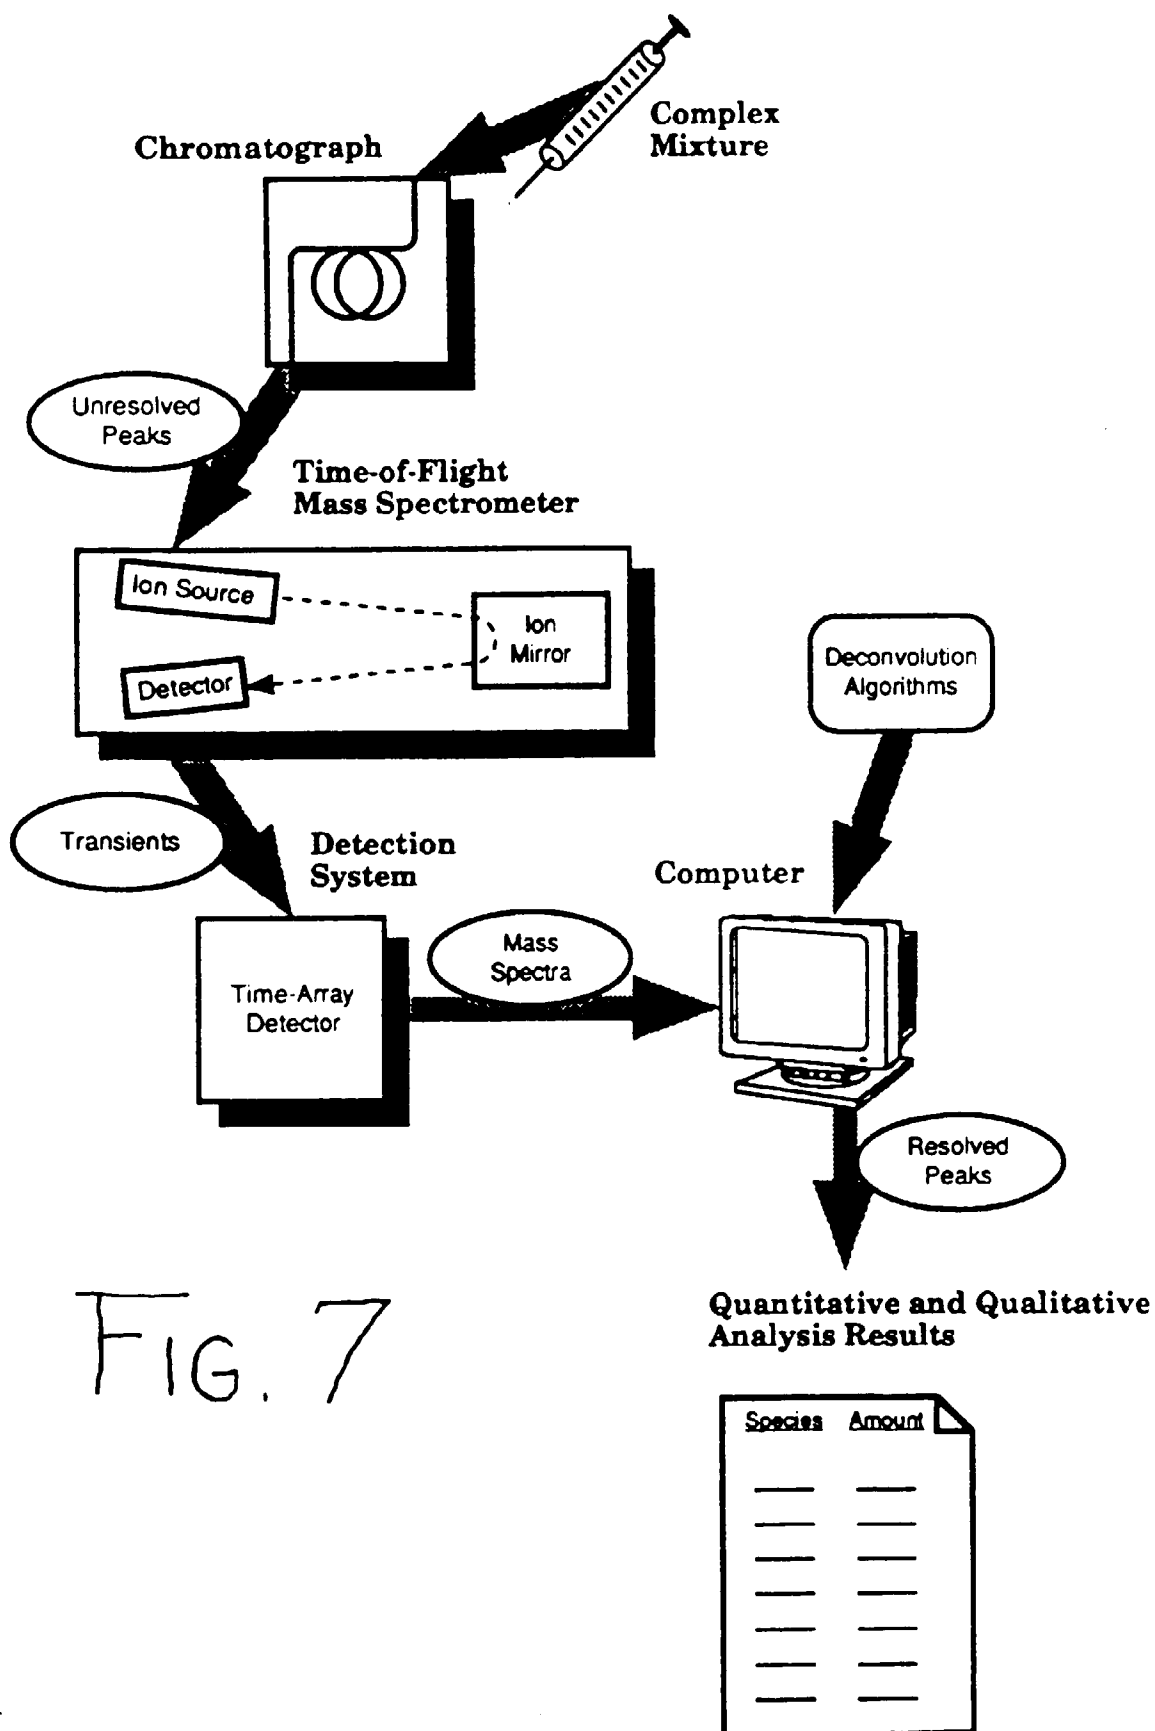 Complex
Mixture
Chromatograph
Unresolved
Peaks
Time-of-Flight
Mass Spectrometer
Ion Source
Ion
Mirror
Detector
Deconvolution
Algorithms
Transients
Detection
System
Computer
Mass
Spectra
Time-Array
Detector
Resolved
Peaks
FIG. 7
Quantitative and Qualitative
Analysis Results
Species Amount